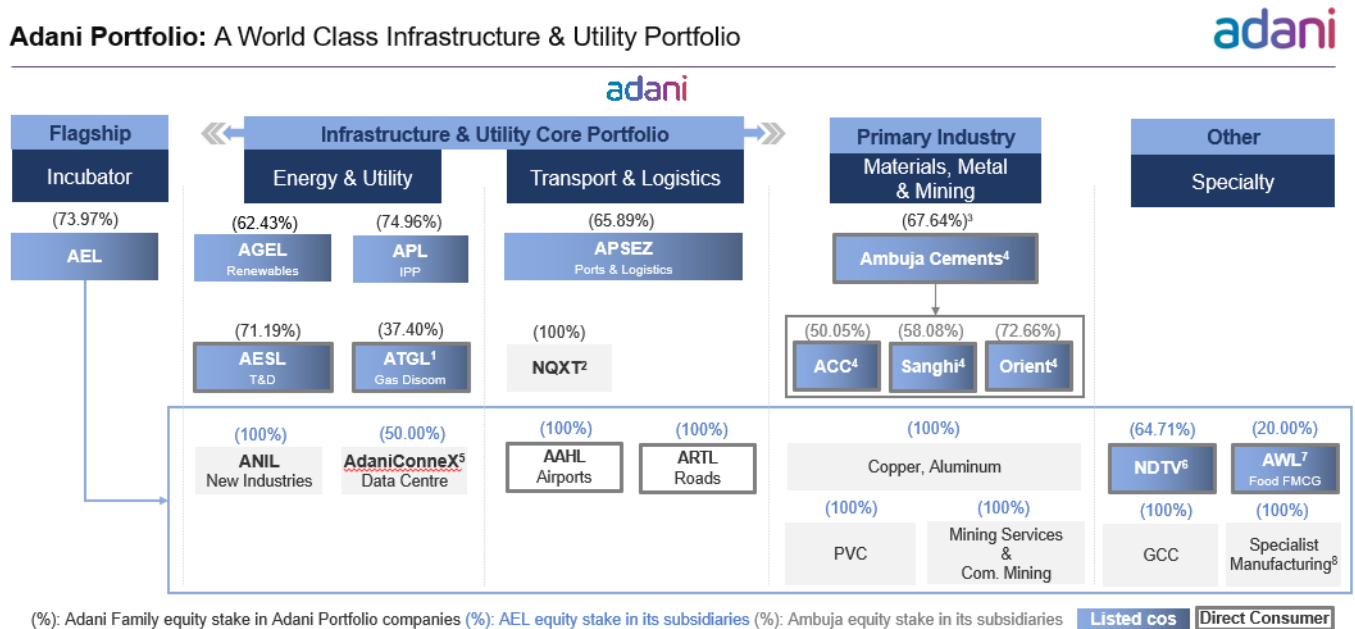 Adani Portfolio: A World Class Infrastructure & Utility Portfolio
adani
adani
Flagship
Infrastructure & Utility Core Portfolio
Primary Industry
Other
Incubator
Energy & Utility
Transport & Logistics
Materials, Metal
& Mining
Specialty
(73.97%)
AEL
(62.43%)
AGEL
Renewables
(74.96%)
APL
IPP
(65.89%)
APSEZ
Ports & Logistics
(67.64%)³
Ambuja Cements⁴
(71.19%)
AESL
T&D
(37.40%)
ATGL¹
Gas Discom
(100%)
NQXT²
(50.05%)
ACC⁴
(58.08%)
Sanghi⁴
(72.66%)
Orient⁴
(100%)
ANIL
New Industries
(50.00%)
AdaniConneX⁵
Data Centre
(100%)
AAHL
Airports
(100%)
ARTL
Roads
(100%)
Copper, Aluminum
(100%)
PVC
(100%)
Mining Services
&
Com. Mining
(64.71%)
NDTV⁶
(20.00%)
AWL⁷
Food FMCG
(100%)
GCC
(100%)
Specialist
Manufacturing⁸
(%): Adani Family equity stake in Adani Portfolio companies (%): AEL equity stake in its subsidiaries (%): Ambuja equity stake in its subsidiaries Listed cos Direct Consumer